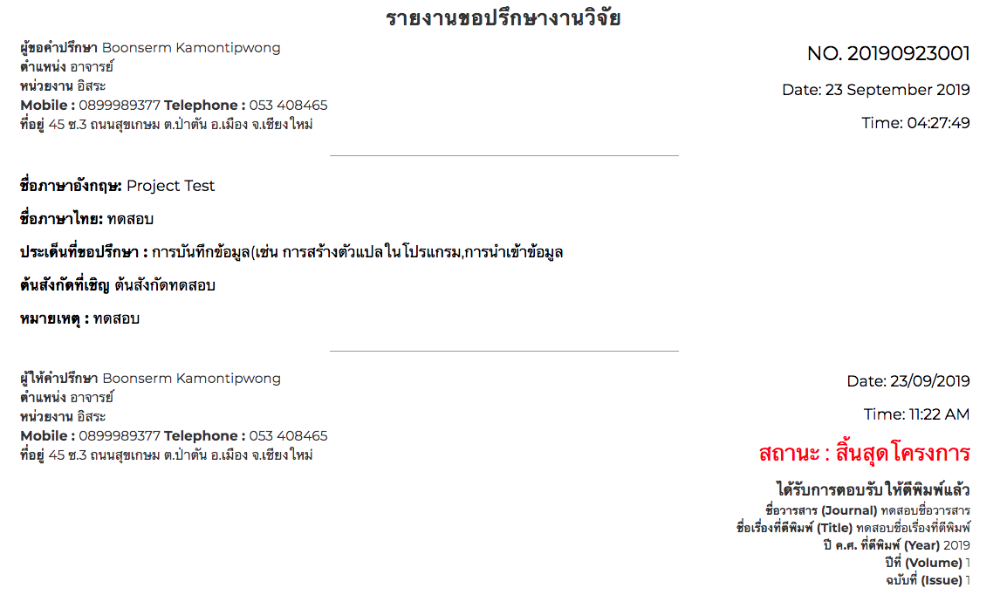 รายงานขอปรึกษางานวิจัย
ผู้ขอคำปรึกษา Boonserm Kamontipwong
ตำแหน่ง อาจารย์
หน่วยงาน อิสระ
Mobile : 0899989377 Telephone : 053 408465
ที่อยู่ 45 ซ.3 ถนนสุขเกษม ต.ป่าตัน อ.เมือง จ.เชียงใหม่
NO. 20190923001
Date: 23 September 2019
Time: 04:27:49
ชื่อภาษาอังกฤษ: Project Test
ชื่อภาษาไทย: ทดสอบ
ประเด็นที่ขอปรึกษา : การบันทึกข้อมูล(เช่น การสร้างตัวแปลในโปรแกรม,การนำเข้าข้อมูล
ต้นสังกัดที่เชิญ ต้นสังกัดทดสอบ
หมายเหตุ : ทดสอบ
ผู้ให้คำปรึกษา Boonserm Kamontipwong
ตำแหน่ง อาจารย์
หน่วยงาน อิสระ
Mobile : 0899989377 Telephone : 053 408465
ที่อยู่ 45 ซ.3 ถนนสุขเกษม ต.ป่าตัน อ.เมือง จ.เชียงใหม่
Date: 23/09/2019
Time: 11:22 AM
สถานะ : สิ้นสุดโครงการ
ได้รับการตอบรับให้ตีพิมพ์แล้ว
ชื่อวารสาร (Journal) ทดสอบชื่อวารสาร
ชื่อเรื่องที่ตีพิมพ์ (Title) ทดสอบชื่อเรื่องที่ตีพิมพ์
ปี ค.ศ. ที่ตีพิมพ์ (Year) 2019
ปีที่ (Volume) 1
ฉบับที่ (Issue) 1